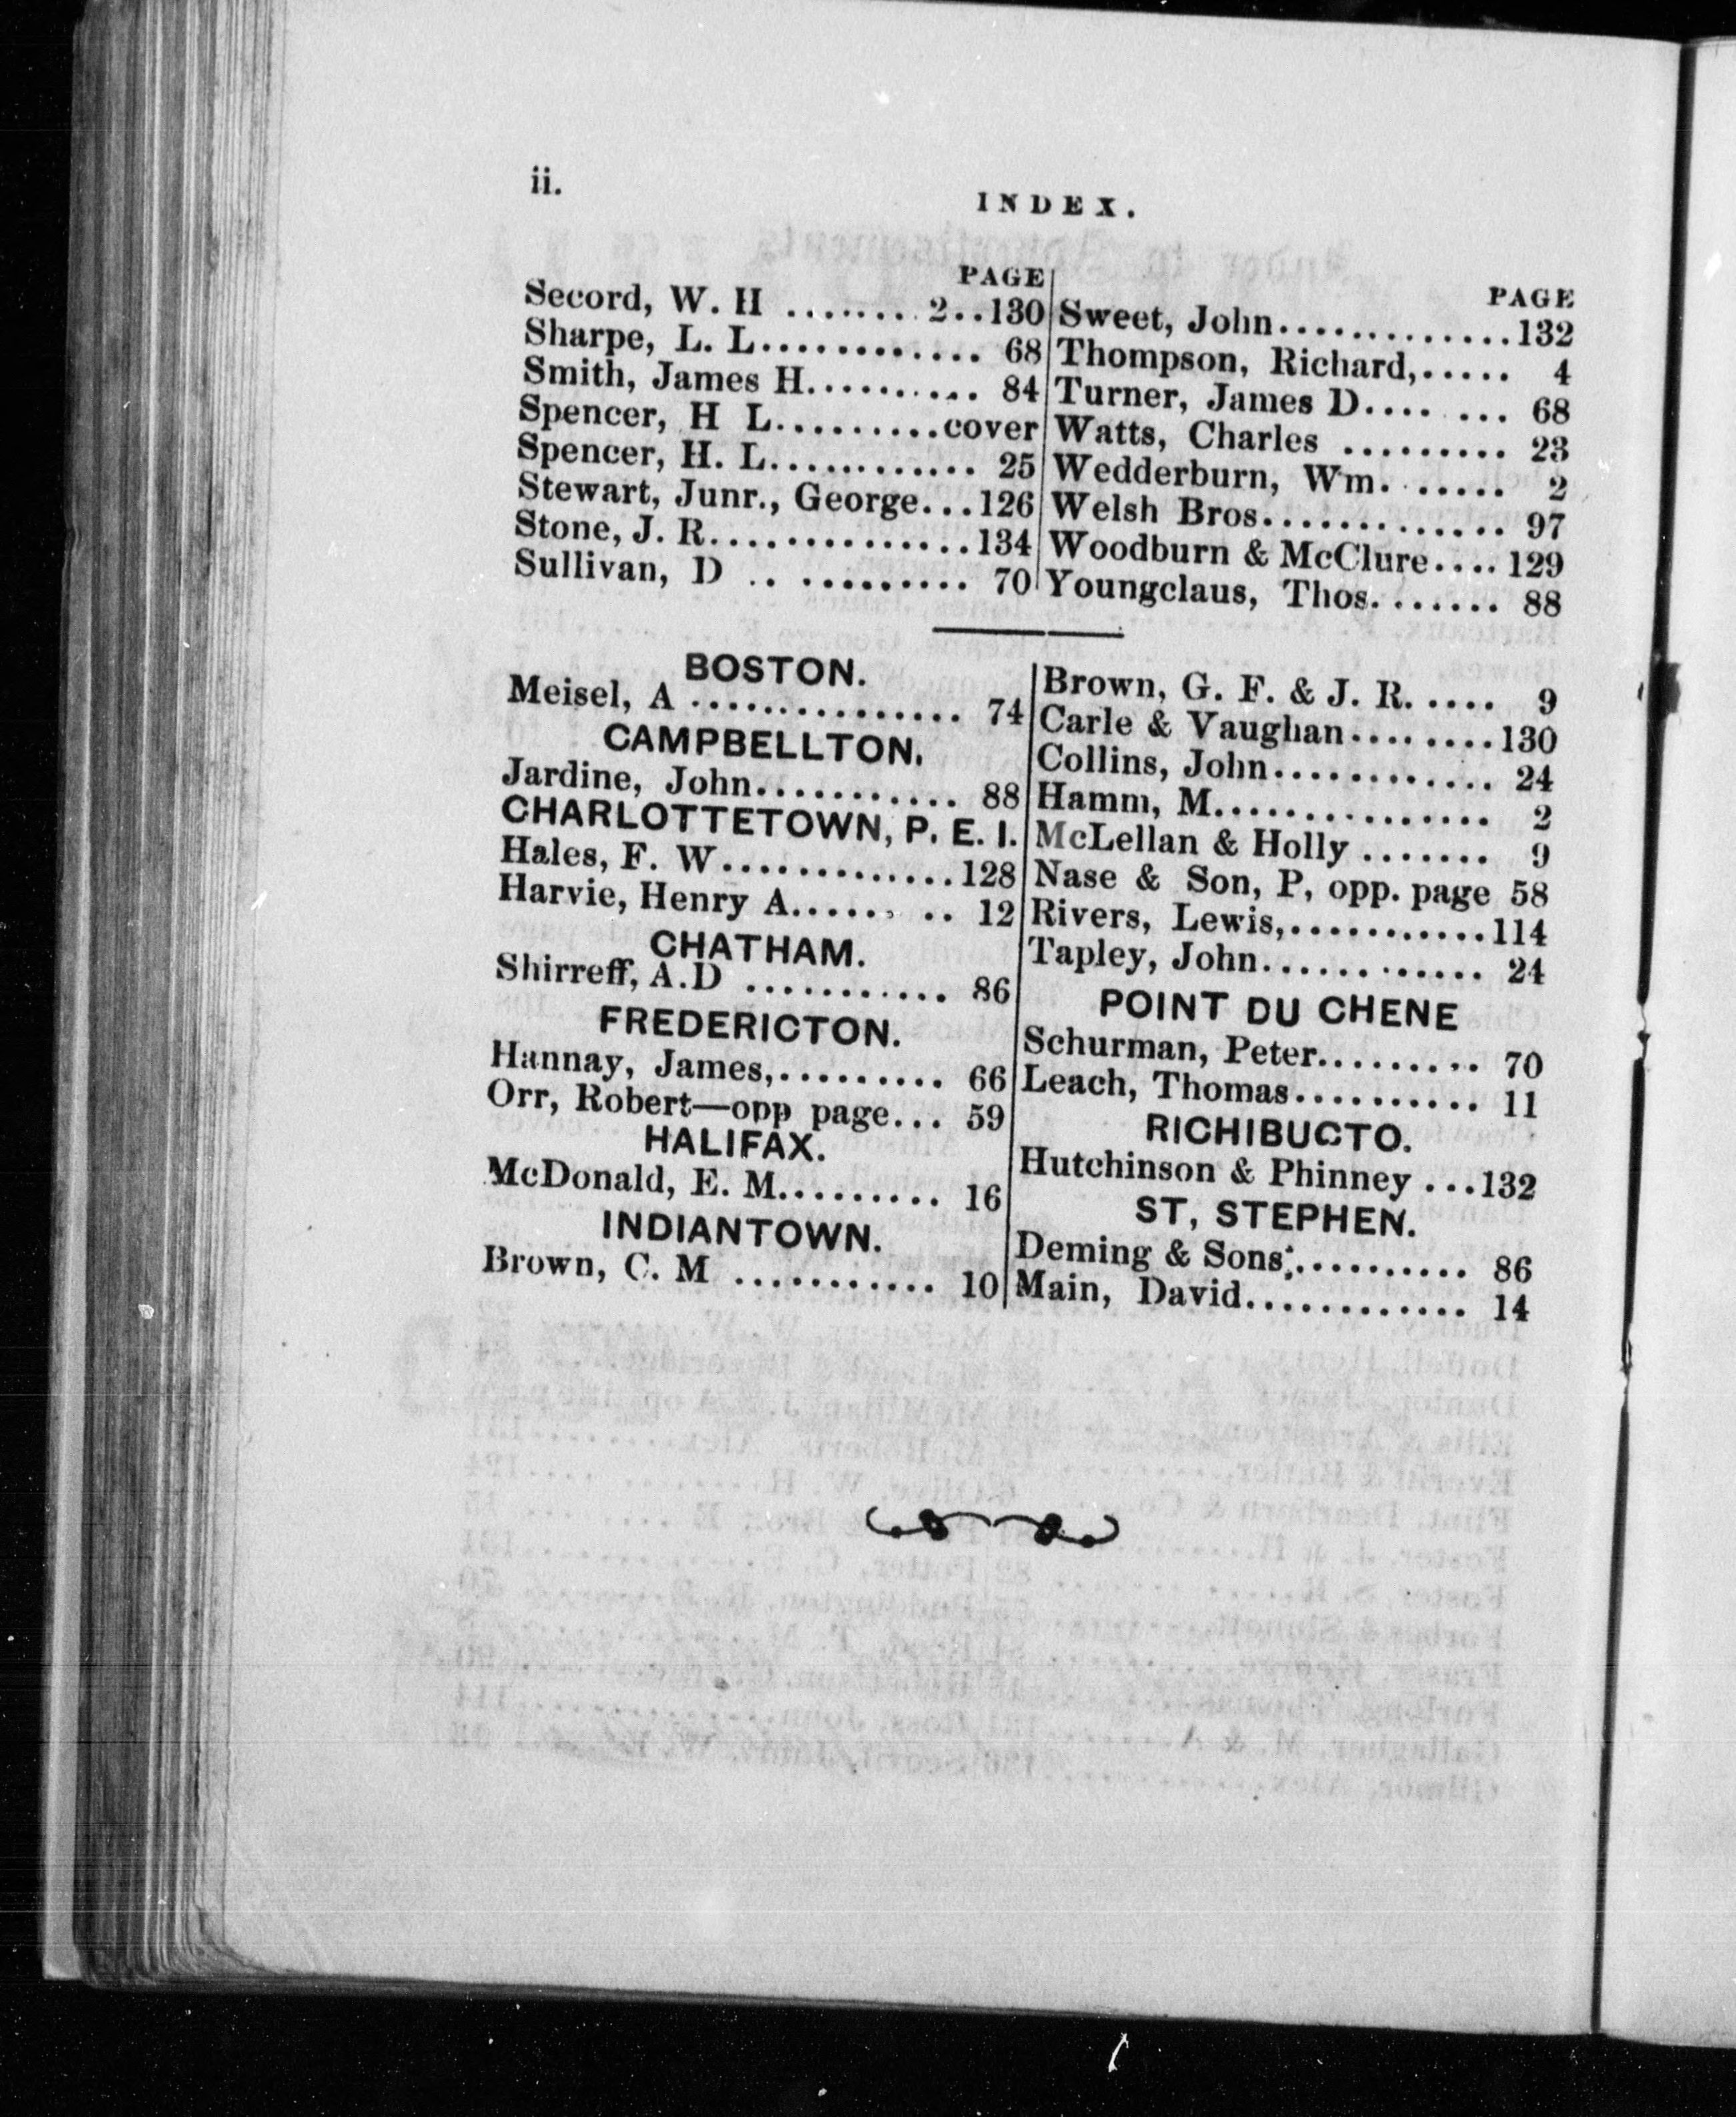 ii.
INDEX.
PAGE
Secord, W. H ........ 2..130
Sharpe, L. L............ 68
Smith, James H.......... 84
Spencer, H L.........cover
Spencer, H. L............. 25
Stewart, Junr., George...126
Stone, J. R...............134
Sullivan, D .. ......... 70
PAGE
Sweet, John.............132
Thompson, Richard,..... 4
Turner, James D.... ... 68
Watts, Charles ......... 23
Wedderburn, Wm. ...... 2
Welsh Bros.............. 97
Woodburn & McClure....129
Youngclaus, Thos. ...... 88
BOSTON.
Meisel, A ............... 74
CAMPBELLTON.
Jardine, John........... 88
CHARLOTTETOWN, P. E. I.
Hales, F. W.............128
Harvie, Henry A...... .. 12
CHATHAM.
Shirreff, A.D ........... 86
FREDERICTON.
Hannay, James,......... 66
Orr, Robert—opp page... 59
HALIFAX.
McDonald, E. M......... 16
INDIANTOWN.
Brown, C. M ........... 10
Brown, G. F. & J. R. .... 9
Carle & Vaughan........130
Collins, John............ 24
Hamm, M............... 2
McLellan & Holly ....... 9
Nase & Son, P, opp. page 58
Rivers, Lewis,...........114
Tapley, John............ 24
POINT DU CHENE
Schurman, Peter......... 70
Leach, Thomas.......... 11
RICHIBUCTO.
Hutchinson & Phinney ...132
ST, STEPHEN.
Deming & Sons.......... 86
Main, David............ 14